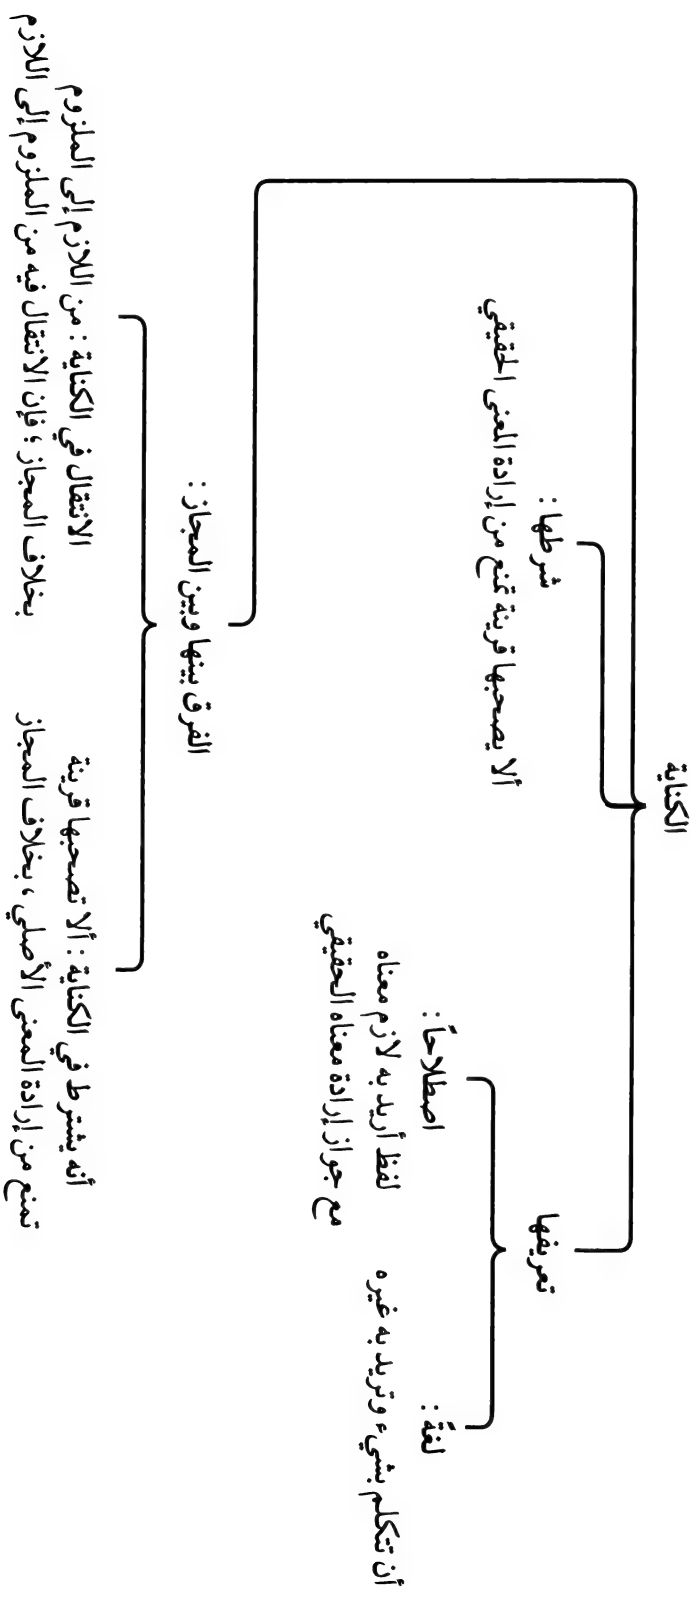 الكناية
تعريفها
لغةً :
أن تتكلم بشيء وتريد به غيره
اصطلاحاً :
لفظ أريد به لازم معناه
مع جواز إرادة معناه الحقيقي
شرطها :
ألا يصحبها قرينة تمنع من إرادة المعنى الحقيقي
الفرق بينها وبين المجاز :
أنه يشترط في الكناية : ألا تصحبها قرينة
تمنع من إرادة المعنى الأصلي ، بخلاف المجاز
الانتقال في الكناية : من اللازم إلى الملزوم
بخلاف المجاز ؛ فإن الانتقال فيه من الملزوم إلى اللازم